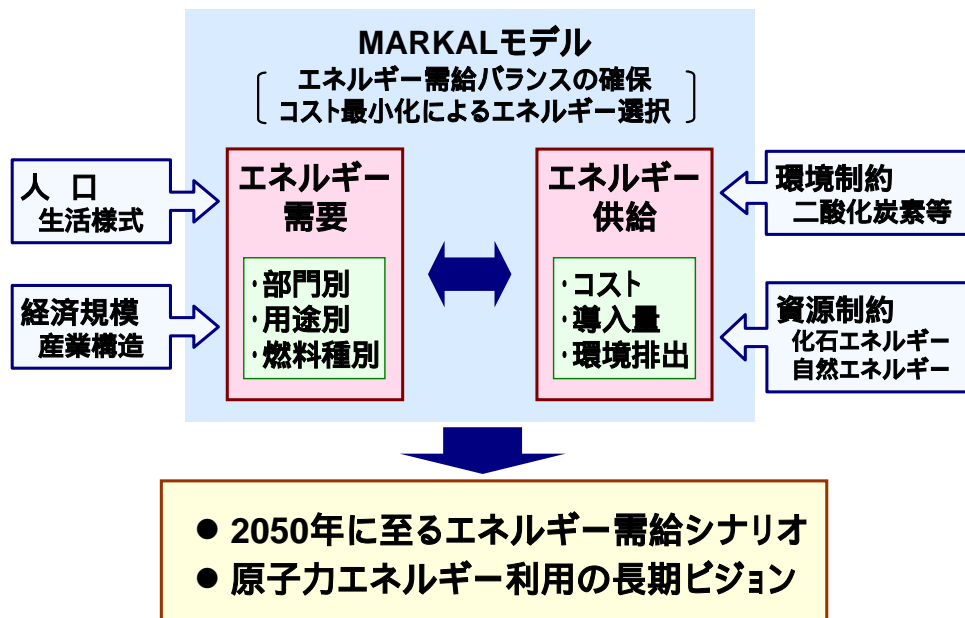 MARKALモデル
エネルギー需給バランスの確保
コスト最小化によるエネルギー選択
人 口
生活様式
経済規模
産業構造
エネルギー
需要
・部門別
・用途別
・燃料種別
エネルギー
供給
・コスト
・導入量
・環境排出
環境制約
二酸化炭素等
資源制約
化石エネルギー
自然エネルギー
● 2050年に至るエネルギー需給シナリオ
● 原子力エネルギー利用の長期ビジョン